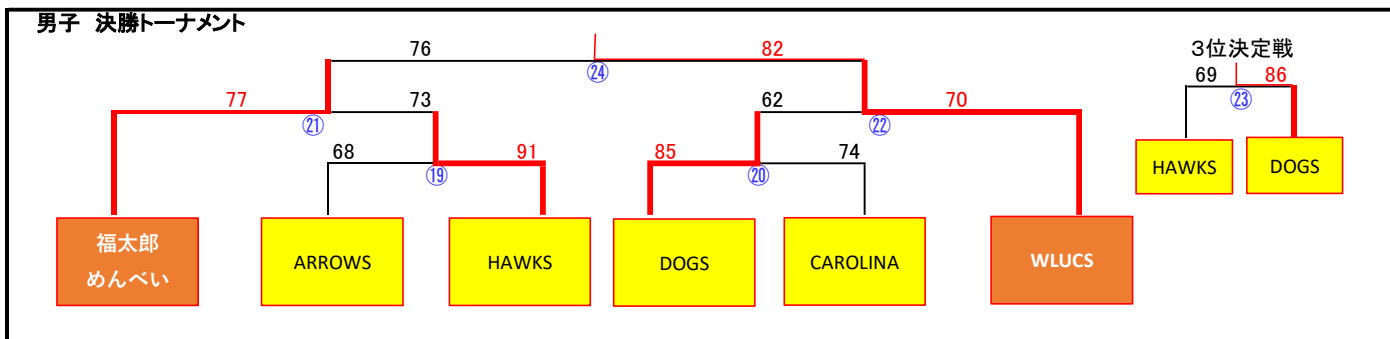 男子 決勝トーナメント
76 82
㉔
３位決定戦
69 86
㉓
77 73
㉑
62 70
㉒
68 91
⑲
85 74
⑳
HAWKS
DOGS
福太郎
めんべい
ARROWS
HAWKS
DOGS
CAROLINA
WLUCS